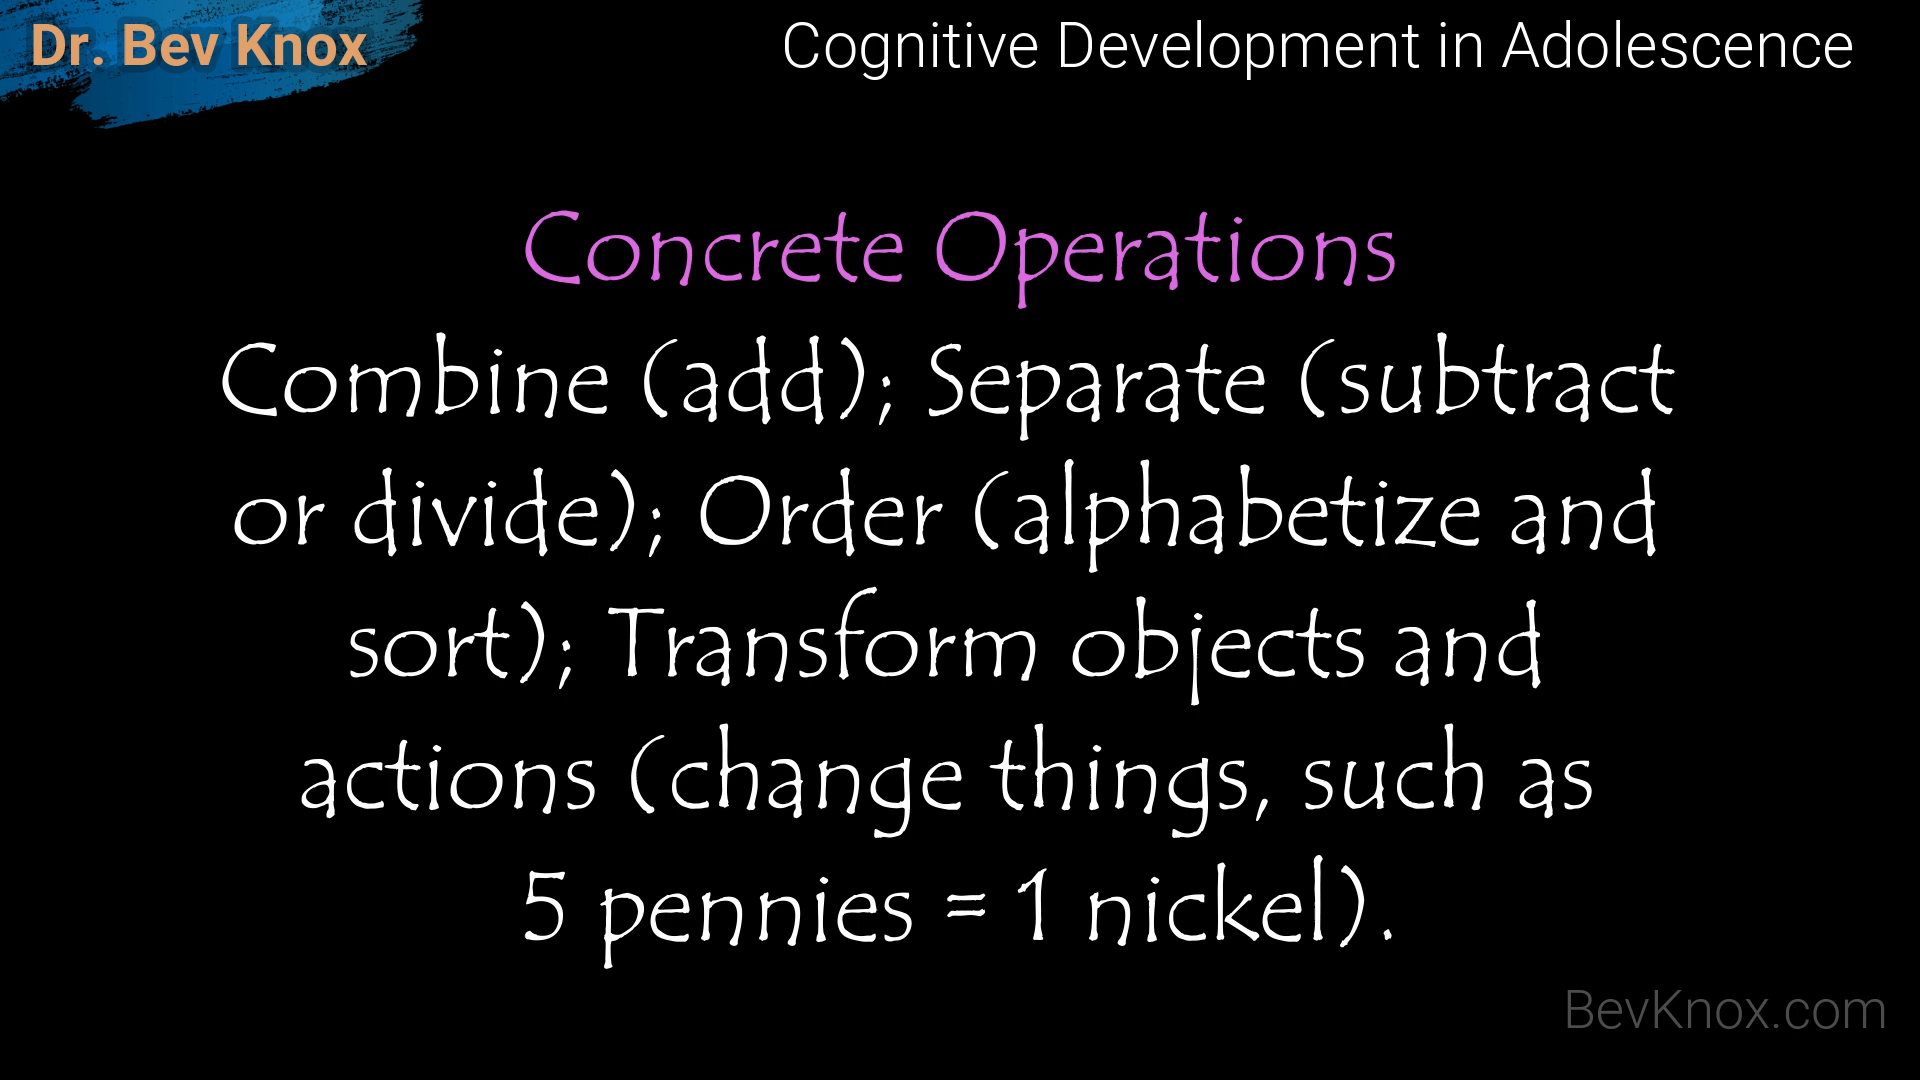 Dr. Bev Knox
Cognitive Development in Adolescence
Concrete Operations
Combine (add); Separate (subtract
or divide); Order (alphabetize and
sort); Transform objects and
actions (change things, such as
5 pennies = 1 nickel).
BevKnox.com